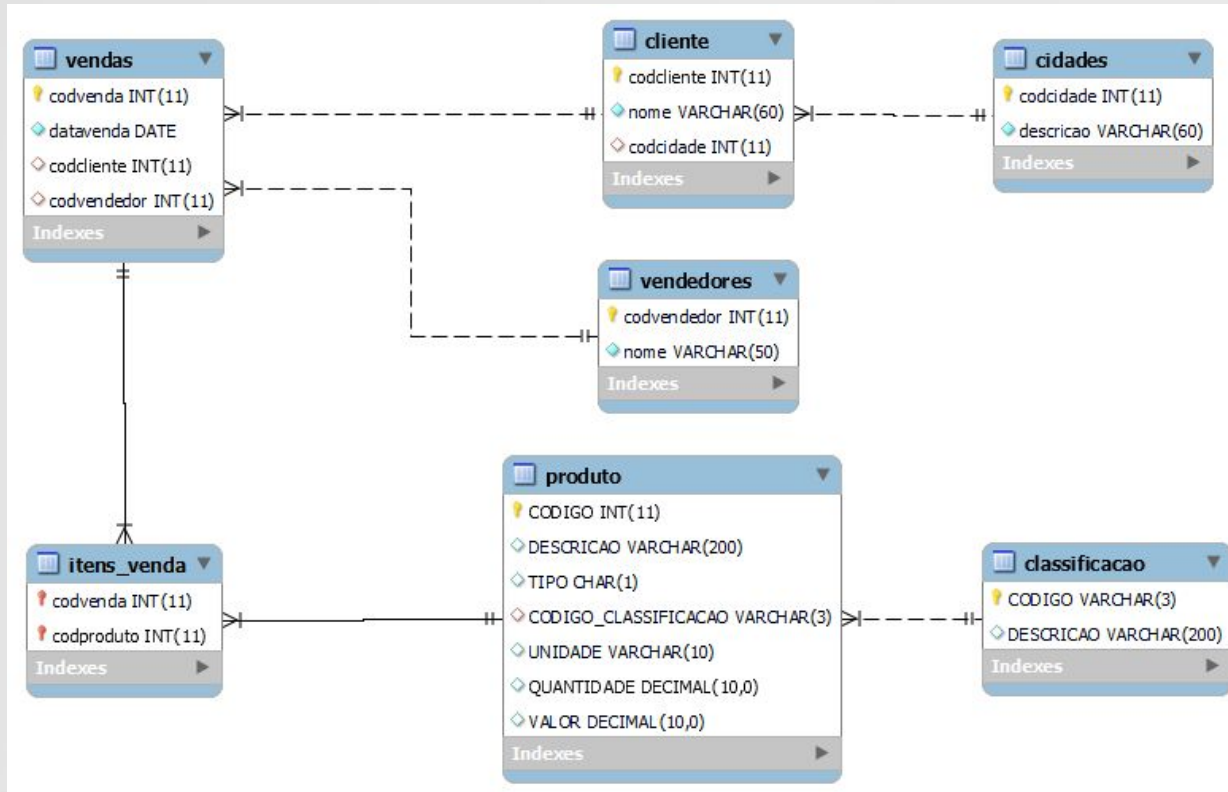 vendas
codvenda INT(11)
datavenda DATE
codcliente INT(11)
codvendedor INT(11)
Indexes
cliente
codcliente INT(11)
nome VARCHAR(60)
codcidade INT(11)
Indexes
cidades
codcidade INT(11)
descricao VARCHAR(60)
Indexes
vendedores
codvendedor INT(11)
nome VARCHAR(50)
Indexes
itens_venda
codvenda INT(11)
codproduto INT(11)
Indexes
produto
CODIGO INT(11)
DESCRICAO VARCHAR(200)
TIPO CHAR(1)
CODIGO_CLASSIFICACAO VARCHAR(3)
UNIDADE VARCHAR(10)
QUANTIDADE DECIMAL(10,0)
VALOR DECIMAL(10,0)
Indexes
classificacao
CODIGO VARCHAR(3)
DESCRICAO VARCHAR(200)
Indexes